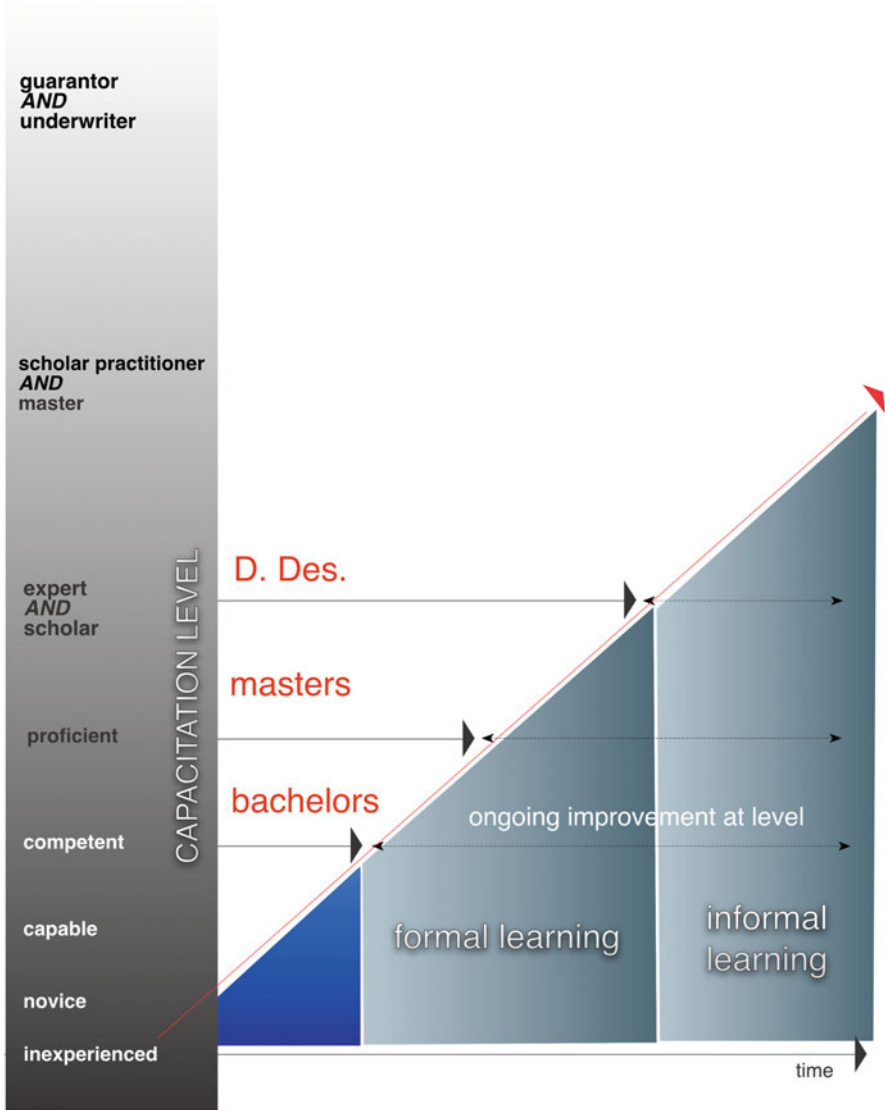 guarantor
AND
underwriter
scholar practitioner
AND
master
expert
AND
scholar
proficient
competent
capable
novice
inexperienced
CAPACITATION LEVEL
D. Des.
masters
bachelors
ongoing improvement at level
formal learning
informal
learning
time